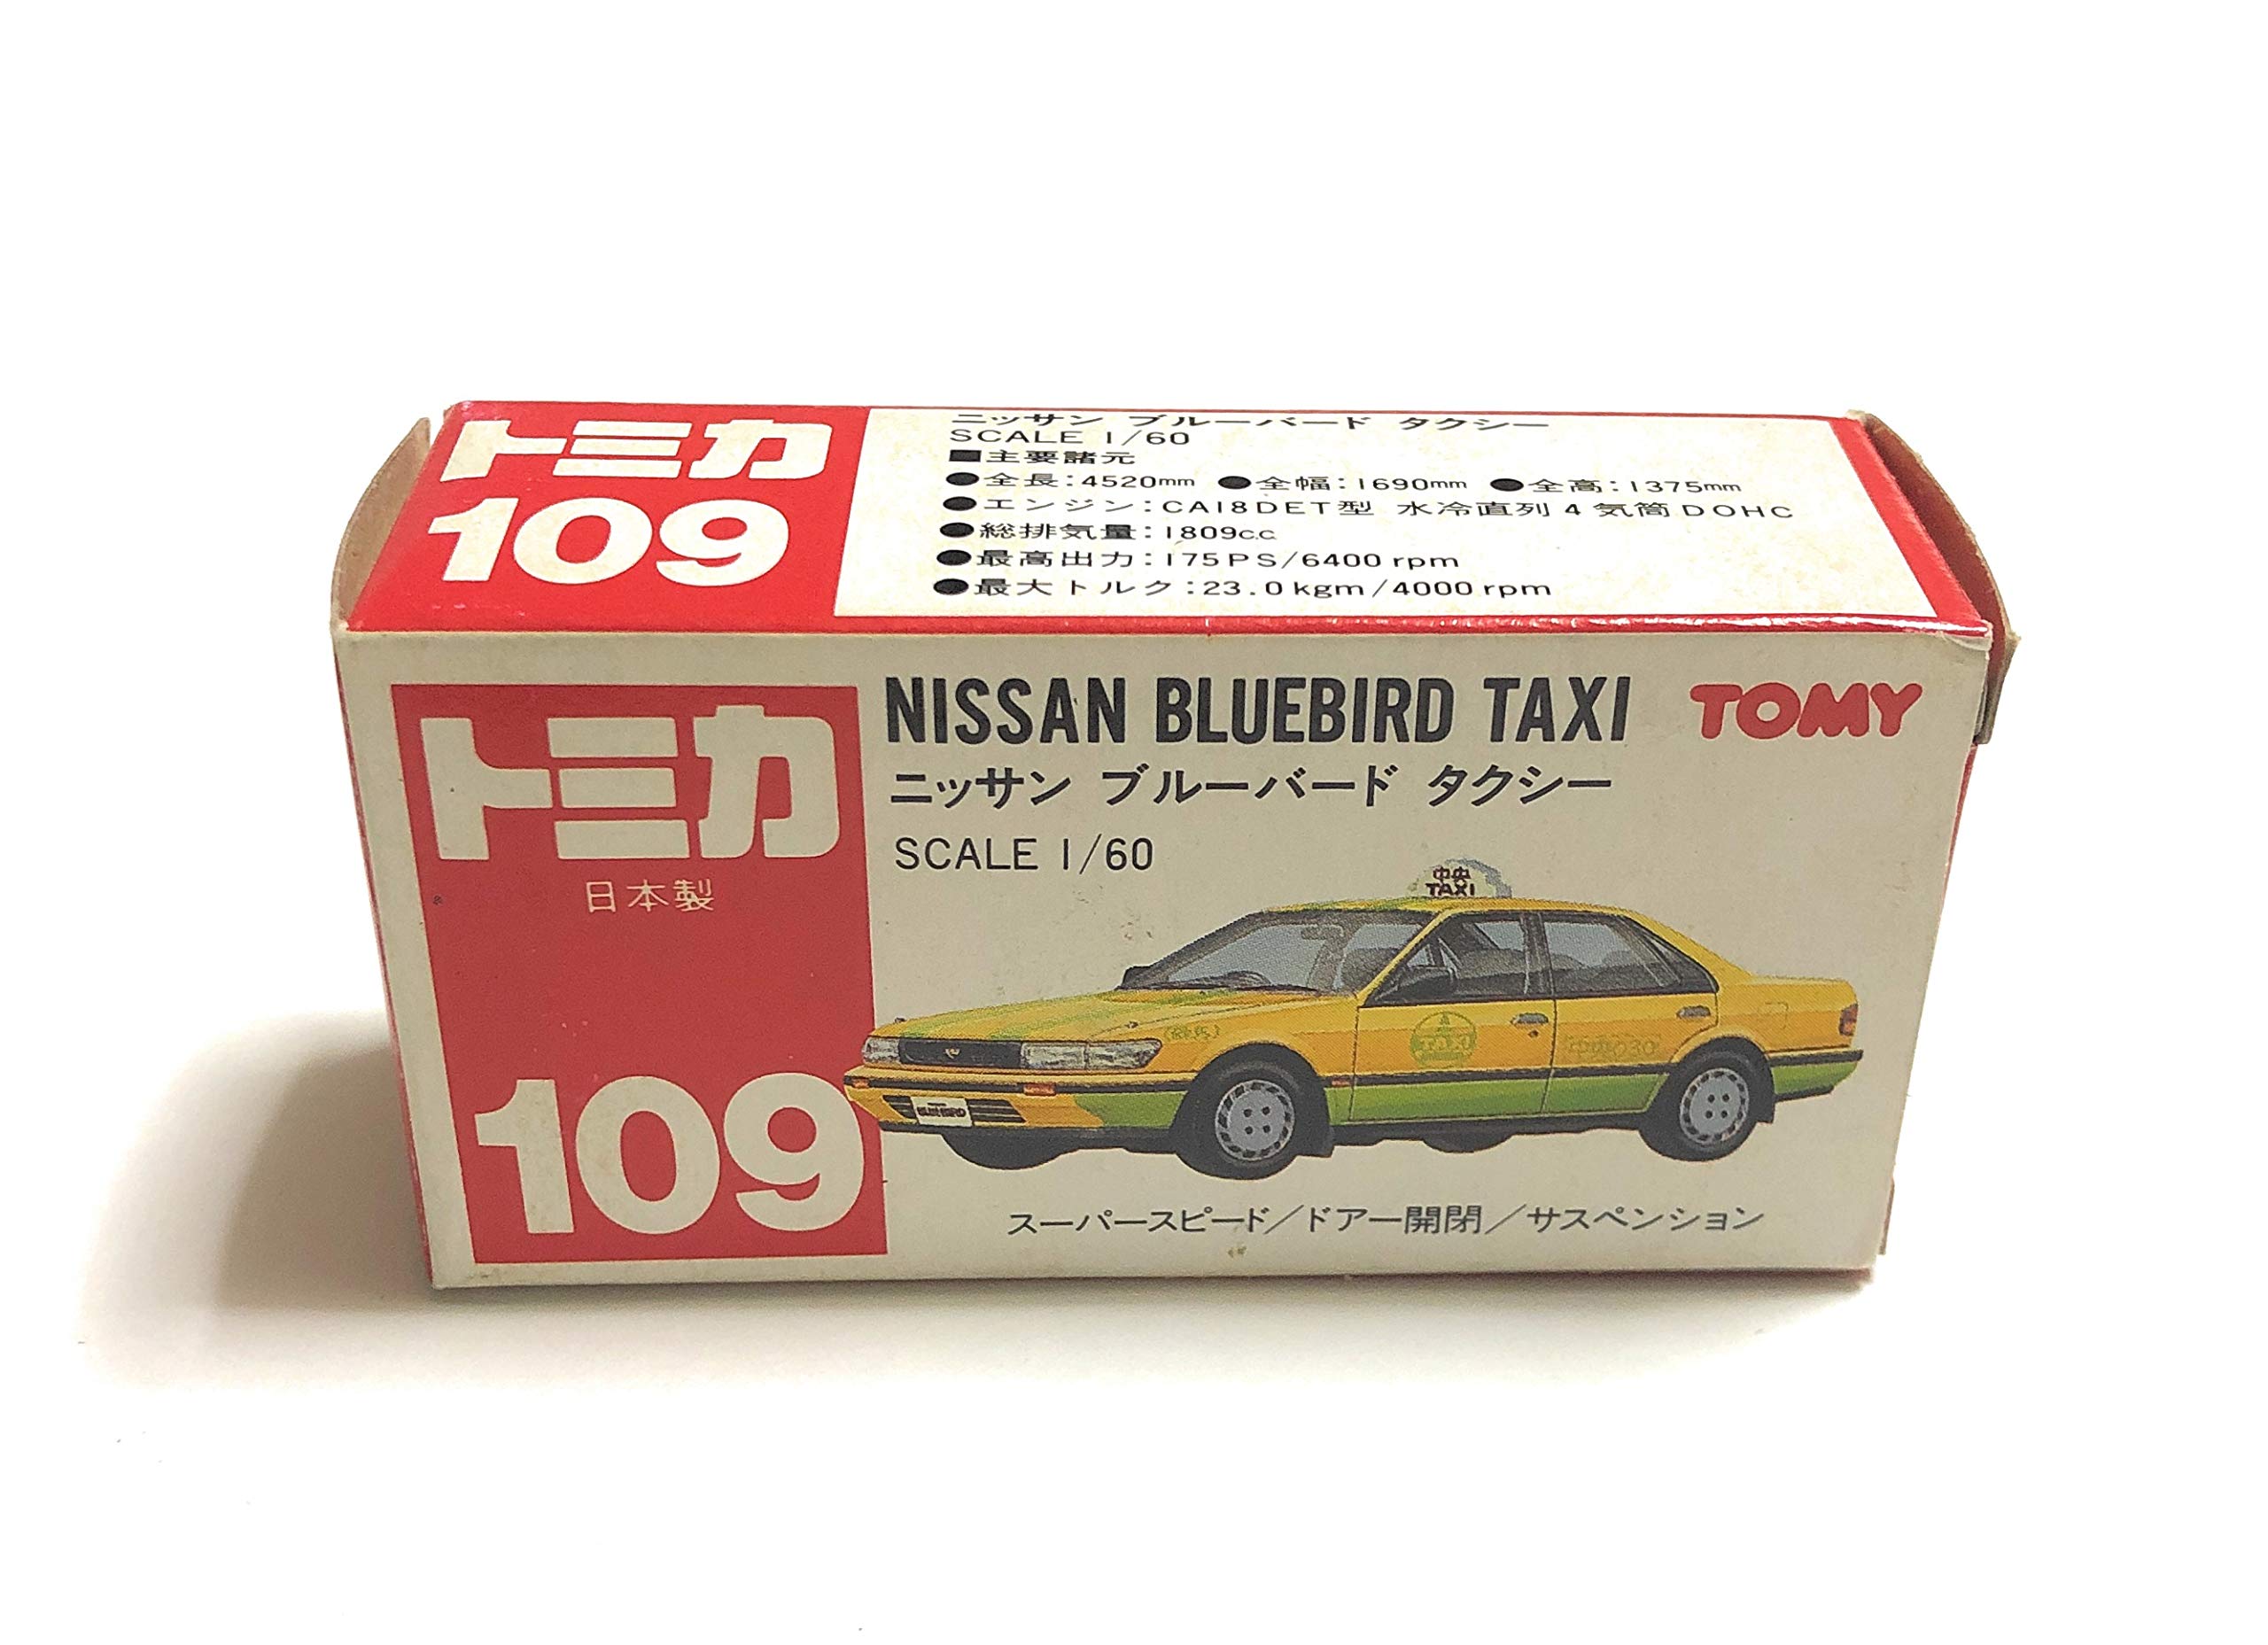 トミカ
109
ニッサン ブルーバード タクシー
SCALE 1/60
■主要諸元
●全長:4520mm ●全幅:1690mm ●全高:1375mm
●エンジン:CA18DET型 水冷直列4気筒DOHC
●総排気量:1809c.c.
●最高出力:175PS/6400rpm
●最大トルク:23.0kgm/4000rpm
トミカ
日本製
109
NISSAN BLUEBIRD TAXI
TOMY
ニッサン ブルーバード タクシー
SCALE 1/60
中央
TAXI
BLUEBIRD
スーパースピード/ドアー開閉/サスペンション